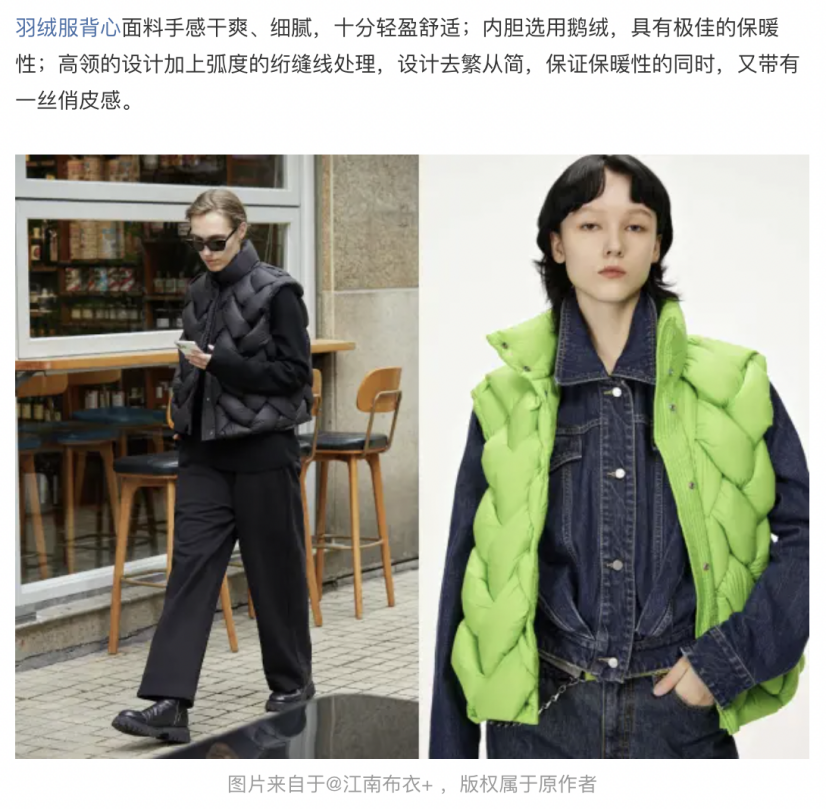 羽绒服背心面料手感干爽、细腻，十分轻盈舒适；内胆选用鹅绒，具有极佳的保暖
性；高领的设计加上弧度的绗缝线处理，设计去繁从简，保证保暖性的同时，又带有
一丝俏皮感。
图片来自于@江南布衣+ ，版权属于原作者